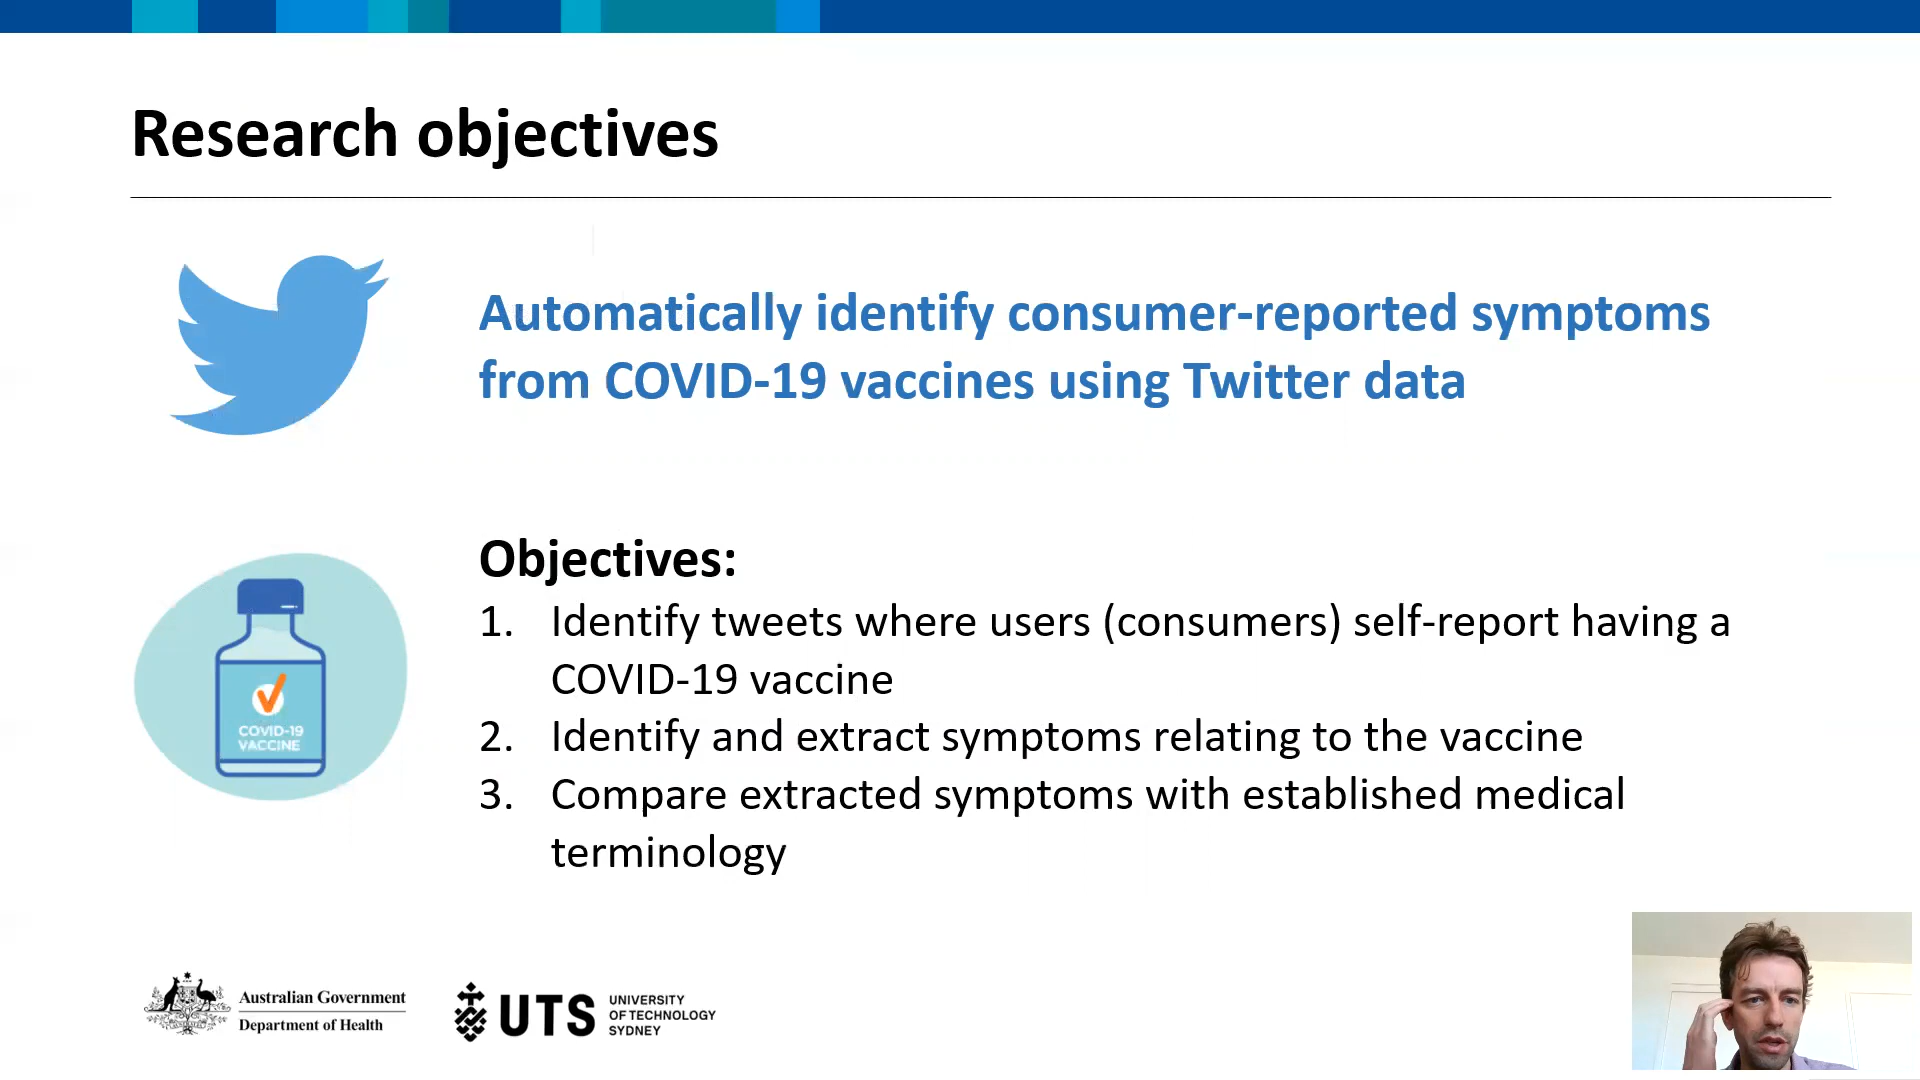 Research objectives
Automatically identify consumer-reported symptoms
from COVID-19 vaccines using Twitter data
Objectives:
1. Identify tweets where users (consumers) self-report having a
COVID-19 vaccine
2. Identify and extract symptoms relating to the vaccine
3. Compare extracted symptoms with established medical
terminology
COVID-19
VACCINE
Australian Government
Department of Health
UTS
UNIVERSITY
OF TECHNOLOGY
SYDNEY